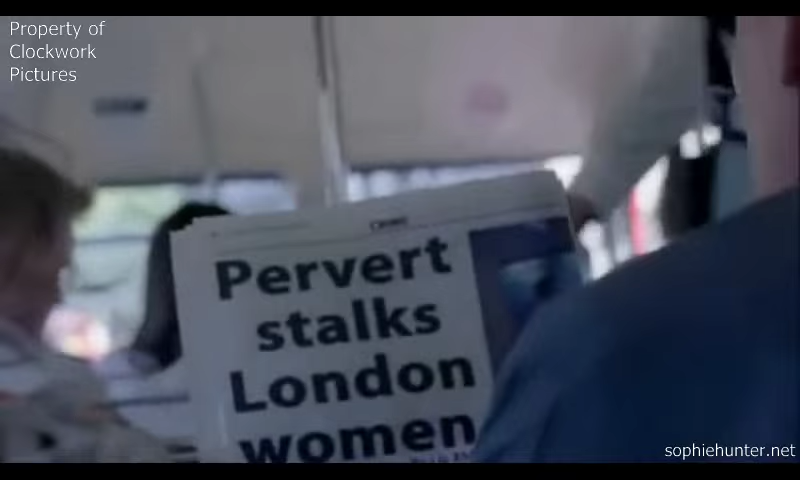 Property of
Clockwork
Pictures
Pervert
stalks
London
women
sophiehunter.net